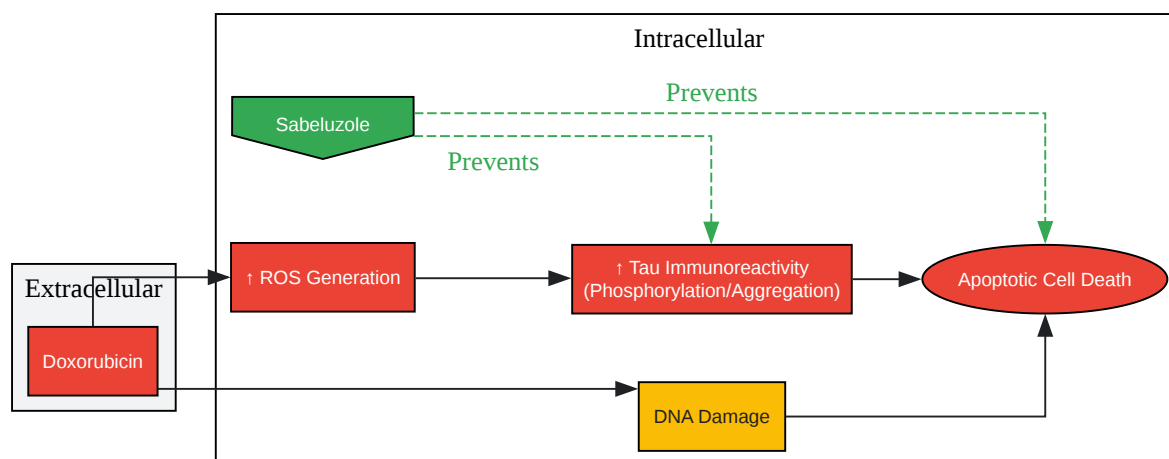 Intracellular
Prevents
Sabeluzole
Prevents
Extracellular
↑ ROS Generation
↑ Tau Immunoreactivity
(Phosphorylation/Aggregation)
Apoptotic Cell Death
Doxorubicin
DNA Damage